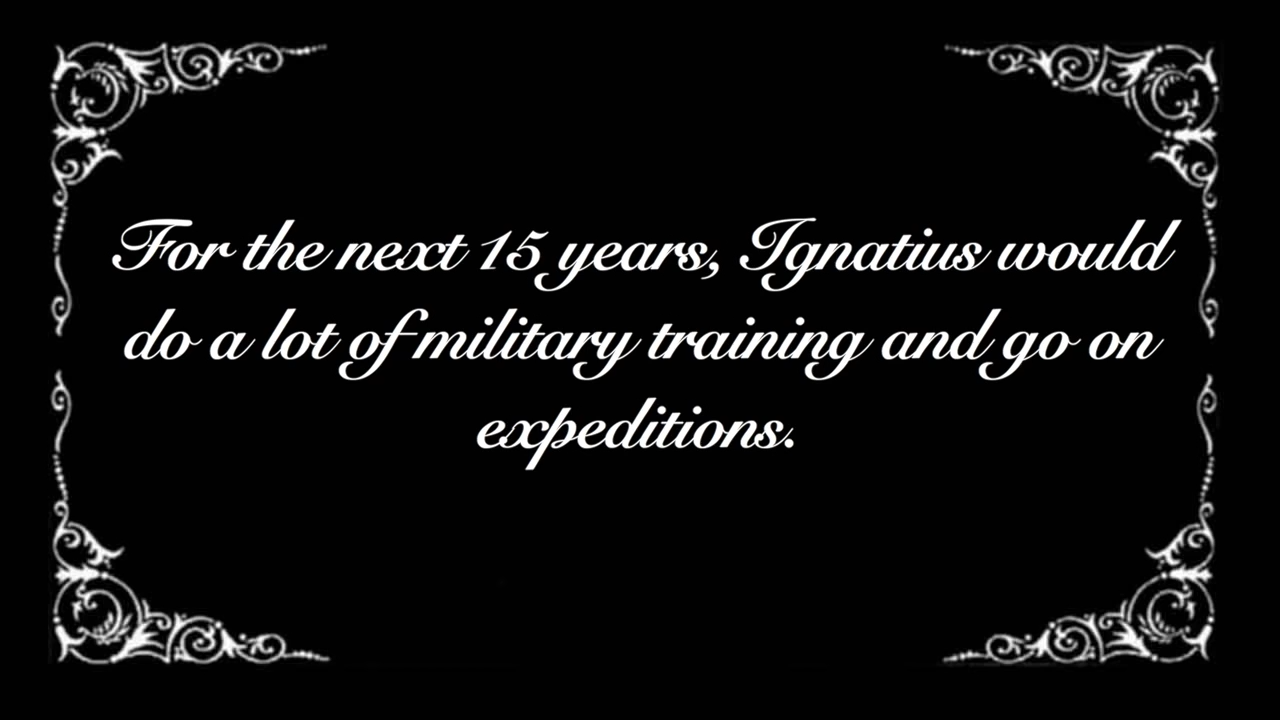 For the next 15 years, Ignatius would
do a lot of military training and go on
expeditions.